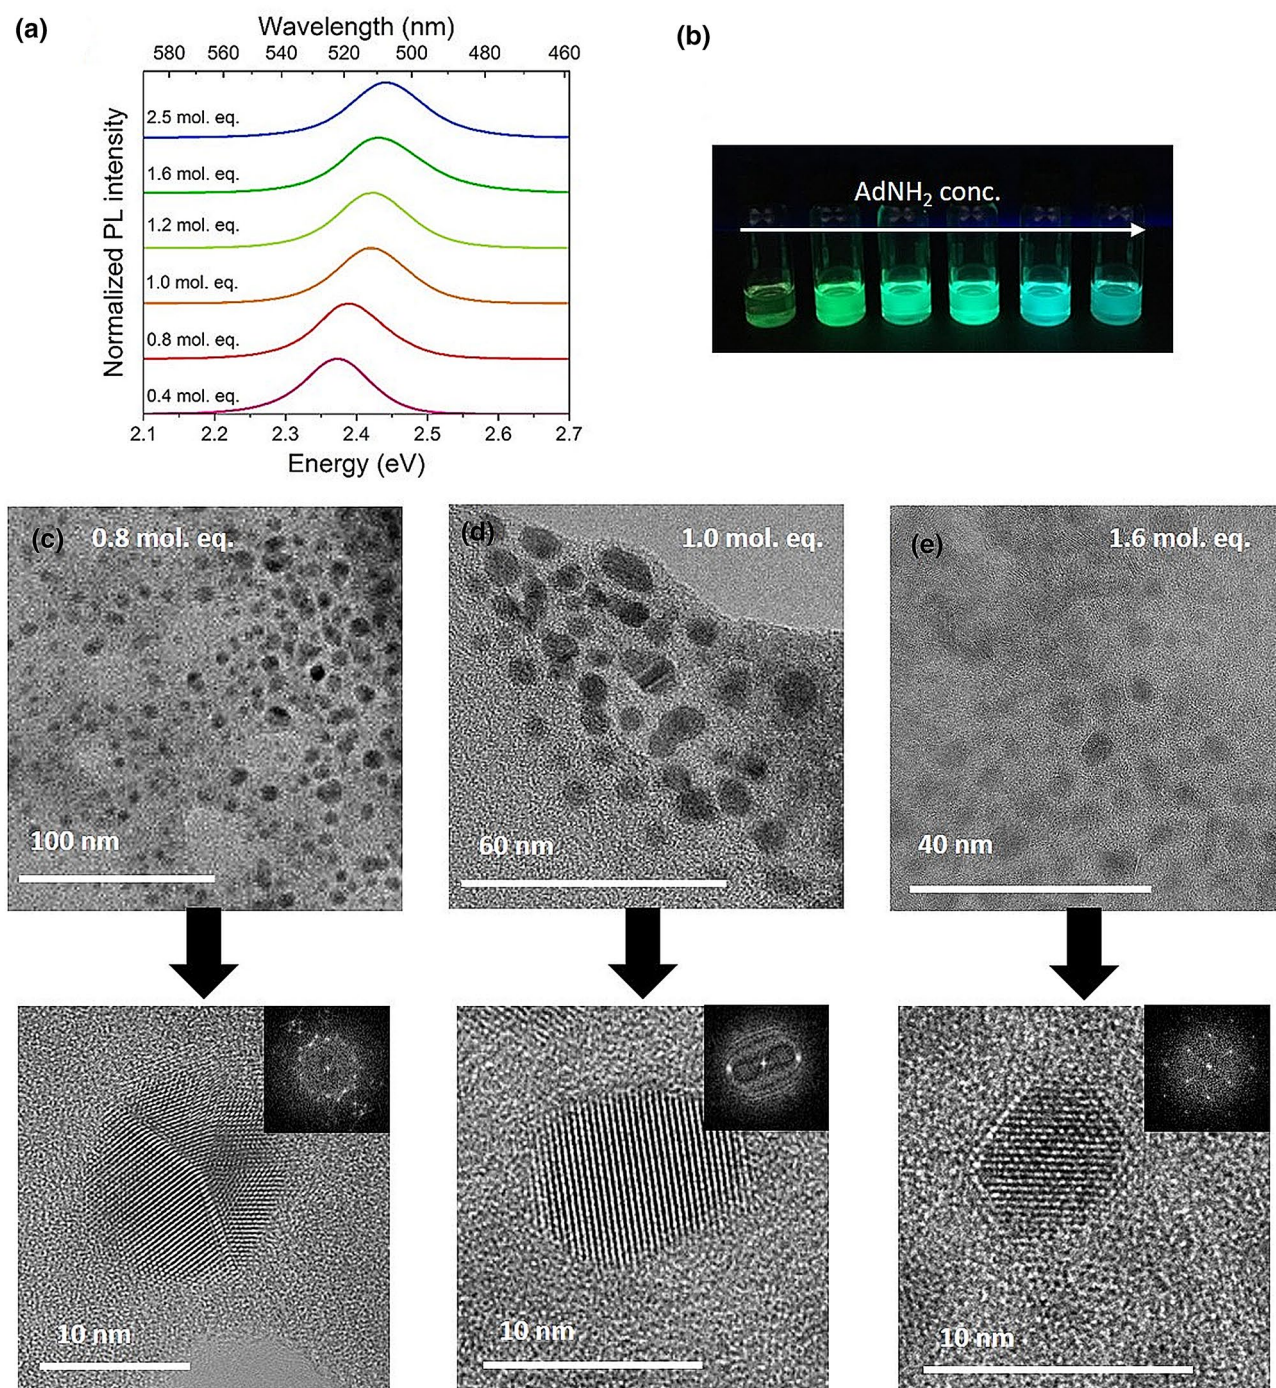 (a)
Wavelength (nm)
580 560 540 520 500 480 460
Normalized PL intensity
2.5 mol. eq.
1.6 mol. eq.
1.2 mol. eq.
1.0 mol. eq.
0.8 mol. eq.
0.4 mol. eq.
2.1 2.2 2.3 2.4 2.5 2.6 2.7
Energy (eV)
(b)
AdNH₂ conc.
(c) 0.8 mol. eq.
100 nm
(d) 1.0 mol. eq.
60 nm
(e) 1.6 mol. eq.
40 nm
10 nm
10 nm
10 nm